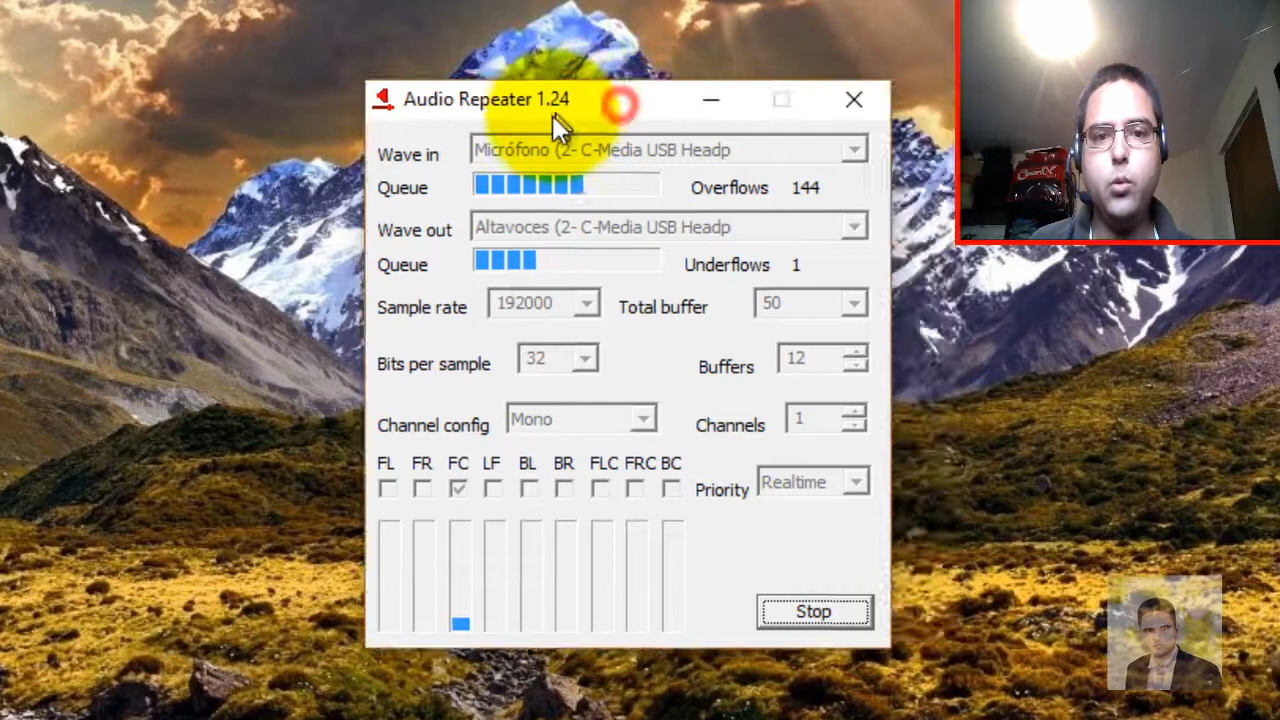 Audio Repeater 1.24
Wave in Micrófono (2- C-Media USB Headp
Queue Overflows 144
Wave out Altavoces (2- C-Media USB Headp
Queue Underflows 1
Sample rate 192000 Total buffer 50
Bits per sample 32 Buffers 12
Channel config Mono Channels 1
FL FR FC LF BL BR FLC FRC BC
Priority Realtime
Stop